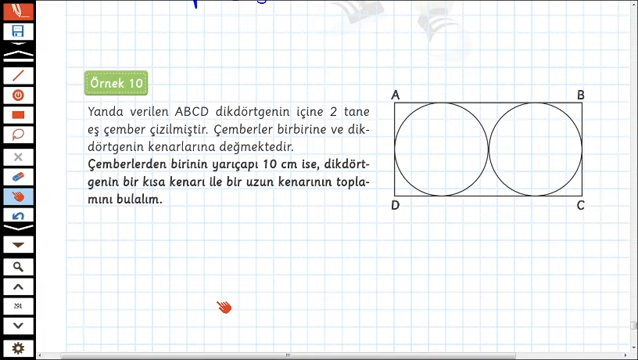 Örnek 10
Yanda verilen ABCD dikdörtgenin içine 2 tane
eş çember çizilmiştir. Çemberler birbirine ve dik-
dörtgenin kenarlarına değmektedir.
Çemberlerden birinin yarıçapı 10 cm ise, dikdört-
genin bir kısa kenarı ile bir uzun kenarının topla-
mını bulalım.
A B
D C